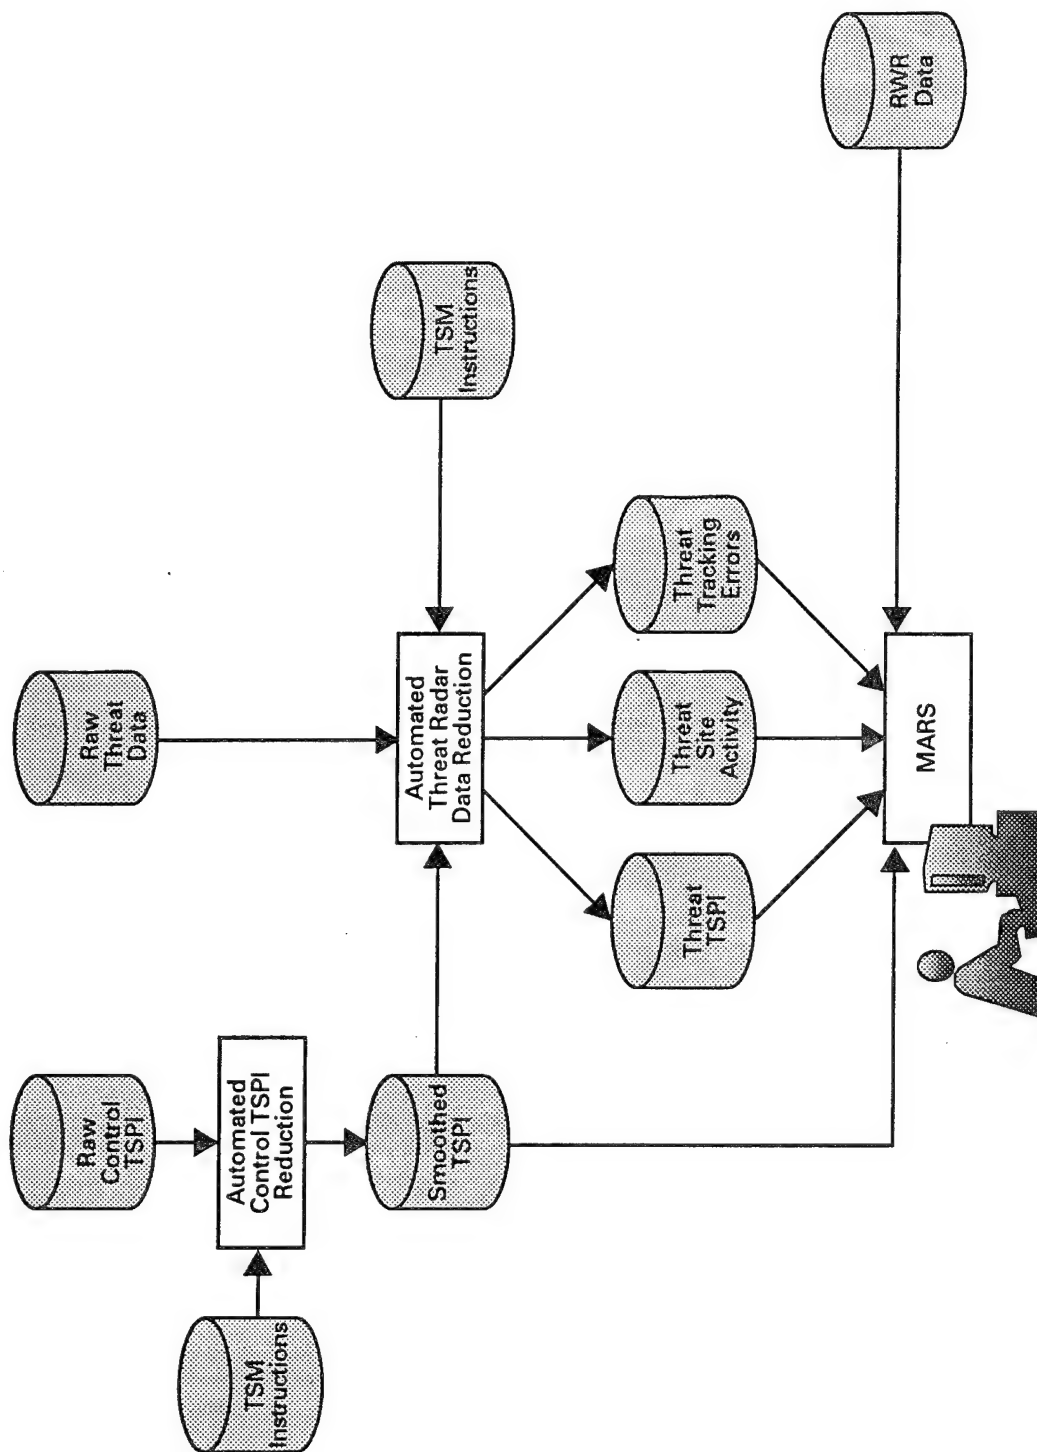 Raw
Control
TSPI
Raw
Threat
Data
TSM
Instructions
Automated
Control TSPI
Reduction
Smoothed
TSPI
Automated
Threat Radar
Data Reduction
TSM
Instructions
Threat
TSPI
Threat
Site
Activity
Threat
Tracking
Errors
MARS
RWR
Data